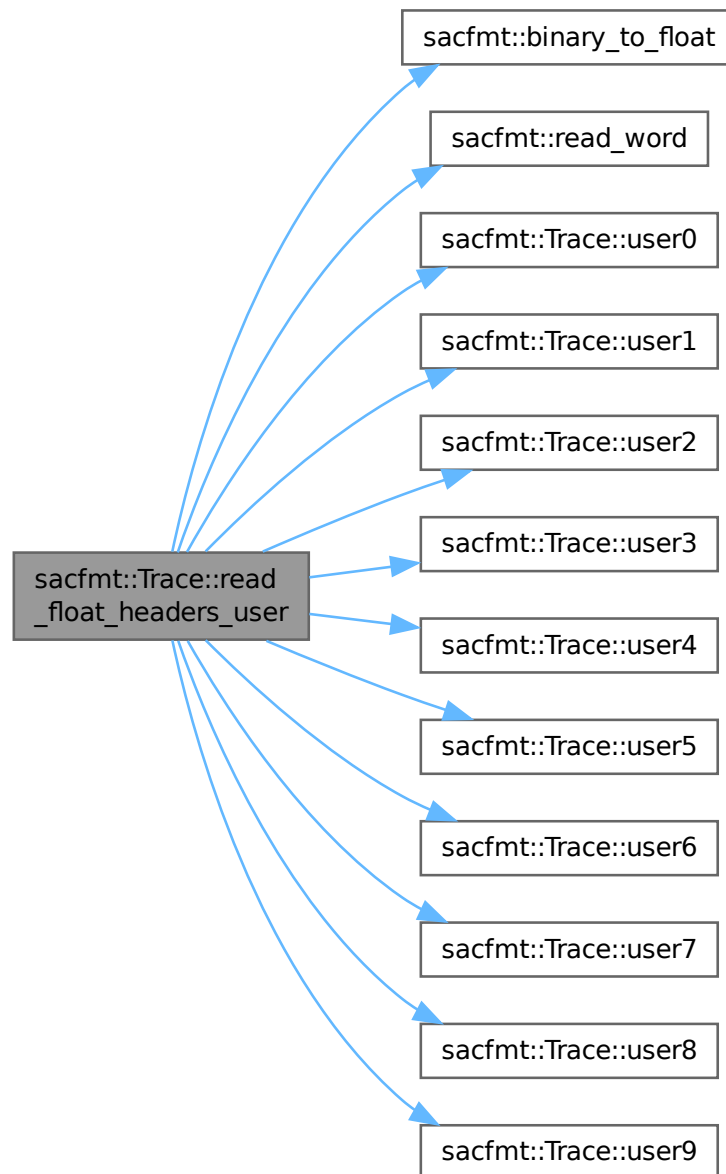 sacfmt::binary_to_float
sacfmt::read_word
sacfmt::Trace::user0
sacfmt::Trace::user1
sacfmt::Trace::user2
sacfmt::Trace::user3
sacfmt::Trace::read
_float_headers_user
sacfmt::Trace::user4
sacfmt::Trace::user5
sacfmt::Trace::user6
sacfmt::Trace::user7
sacfmt::Trace::user8
sacfmt::Trace::user9